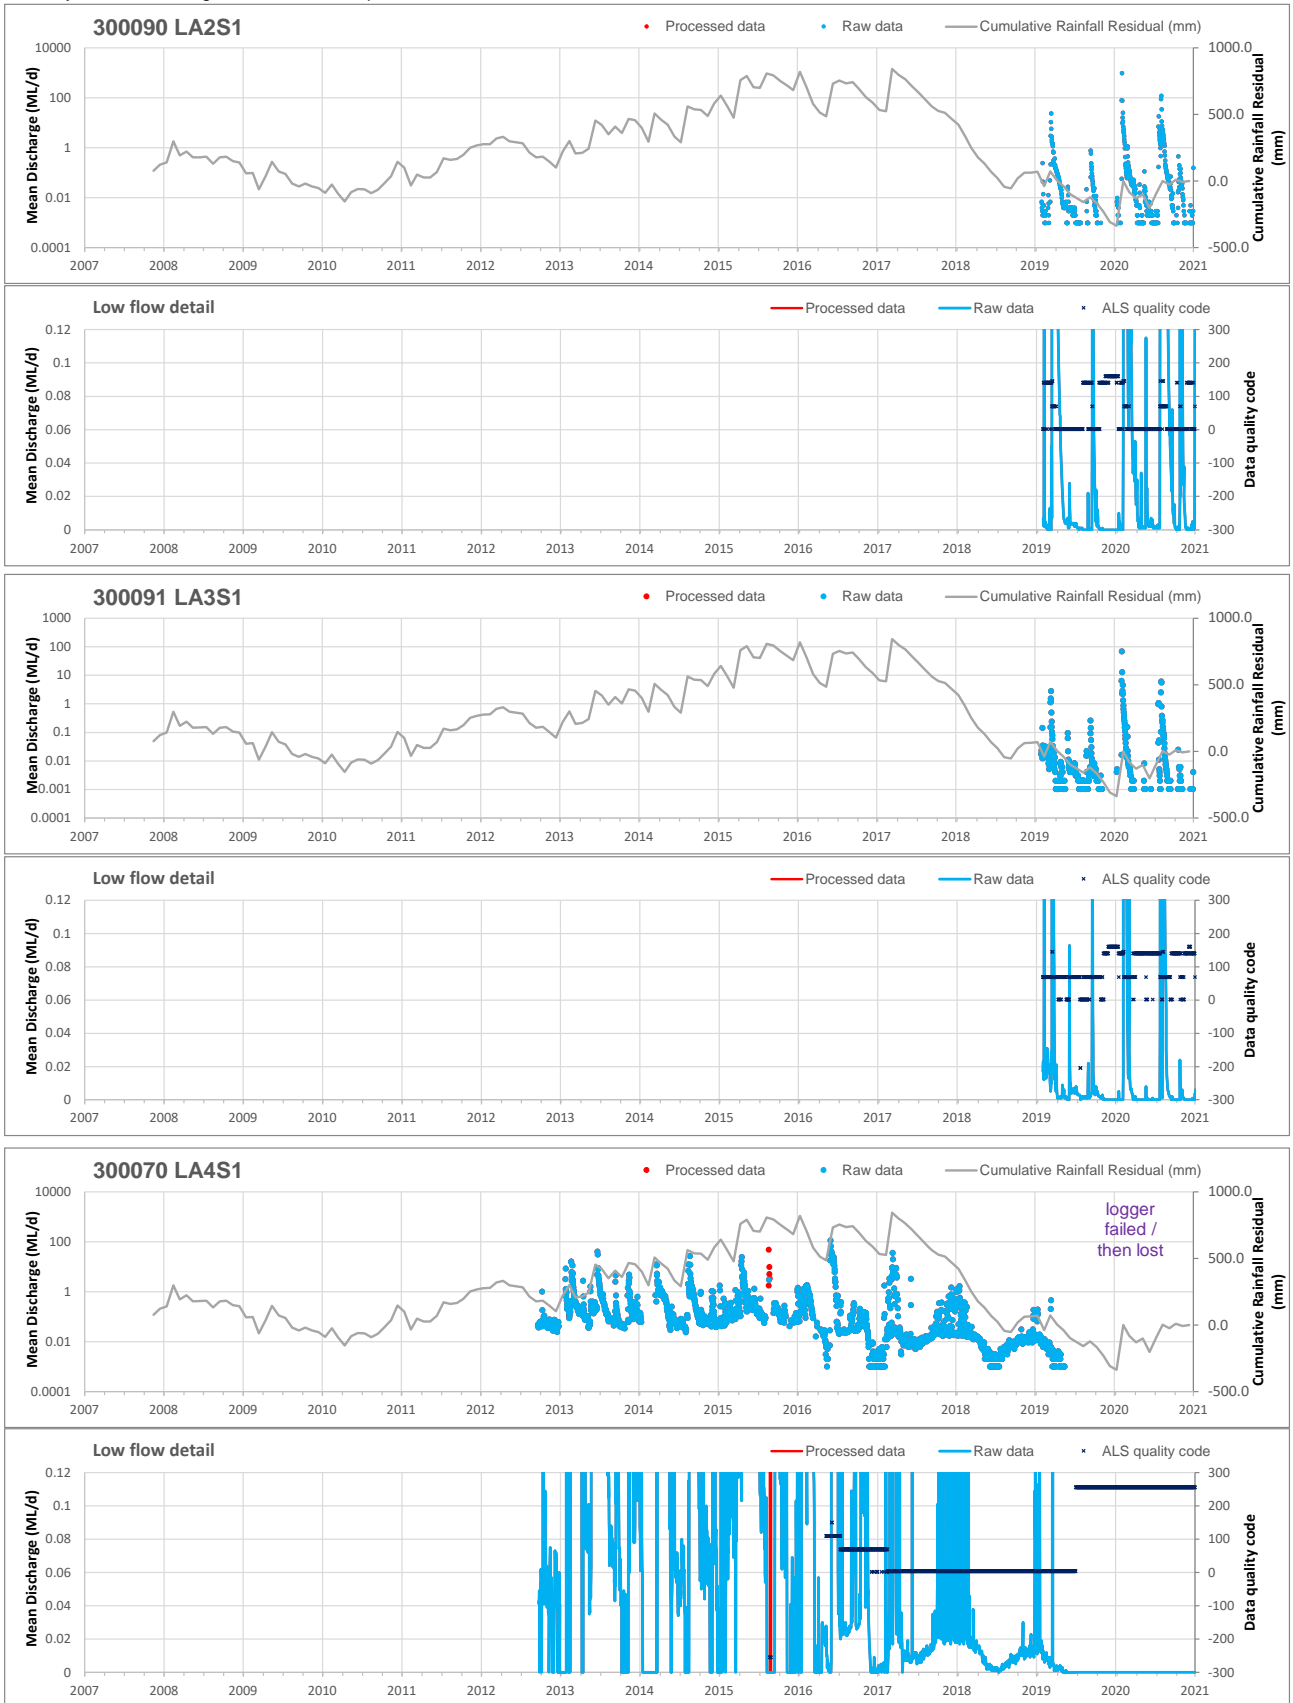 300090 LA2S1
Processed data
Raw data
Cumulative Rainfall Residual (mm)
Mean Discharge (ML/d)
10000
100
1
0.01
0.0001
1000.0
500.0
0.0
-500.0
Cumulative Rainfall Residual (mm)
2007 2008 2009 2010 2011 2012 2013 2014 2015 2016 2017 2018 2019 2020 2021
Low flow detail
Processed data
Raw data
ALS quality code
Mean Discharge (ML/d)
0.12
0.1
0.08
0.06
0.04
0.02
0
300
200
100
0
-100
-200
-300
Data quality code
2007 2008 2009 2010 2011 2012 2013 2014 2015 2016 2017 2018 2019 2020 2021
300091 LA3S1
Processed data
Raw data
Cumulative Rainfall Residual (mm)
Mean Discharge (ML/d)
1000
100
10
1
0.1
0.01
0.001
0.0001
1000.0
500.0
0.0
-500.0
Cumulative Rainfall Residual (mm)
2007 2008 2009 2010 2011 2012 2013 2014 2015 2016 2017 2018 2019 2020 2021
Low flow detail
Processed data
Raw data
ALS quality code
Mean Discharge (ML/d)
0.12
0.1
0.08
0.06
0.04
0.02
0
300
200
100
0
-100
-200
-300
Data quality code
2007 2008 2009 2010 2011 2012 2013 2014 2015 2016 2017 2018 2019 2020 2021
300070 LA4S1
Processed data
Raw data
Cumulative Rainfall Residual (mm)
Mean Discharge (ML/d)
10000
100
1
0.01
0.0001
logger
failed /
then lost
1000.0
500.0
0.0
-500.0
Cumulative Rainfall Residual (mm)
2007 2008 2009 2010 2011 2012 2013 2014 2015 2016 2017 2018 2019 2020 2021
Low flow detail
Processed data
Raw data
ALS quality code
Mean Discharge (ML/d)
0.12
0.1
0.08
0.06
0.04
0.02
0
300
200
100
0
-100
-200
-300
Data quality code
2007 2008 2009 2010 2011 2012 2013 2014 2015 2016 2017 2018 2019 2020 2021